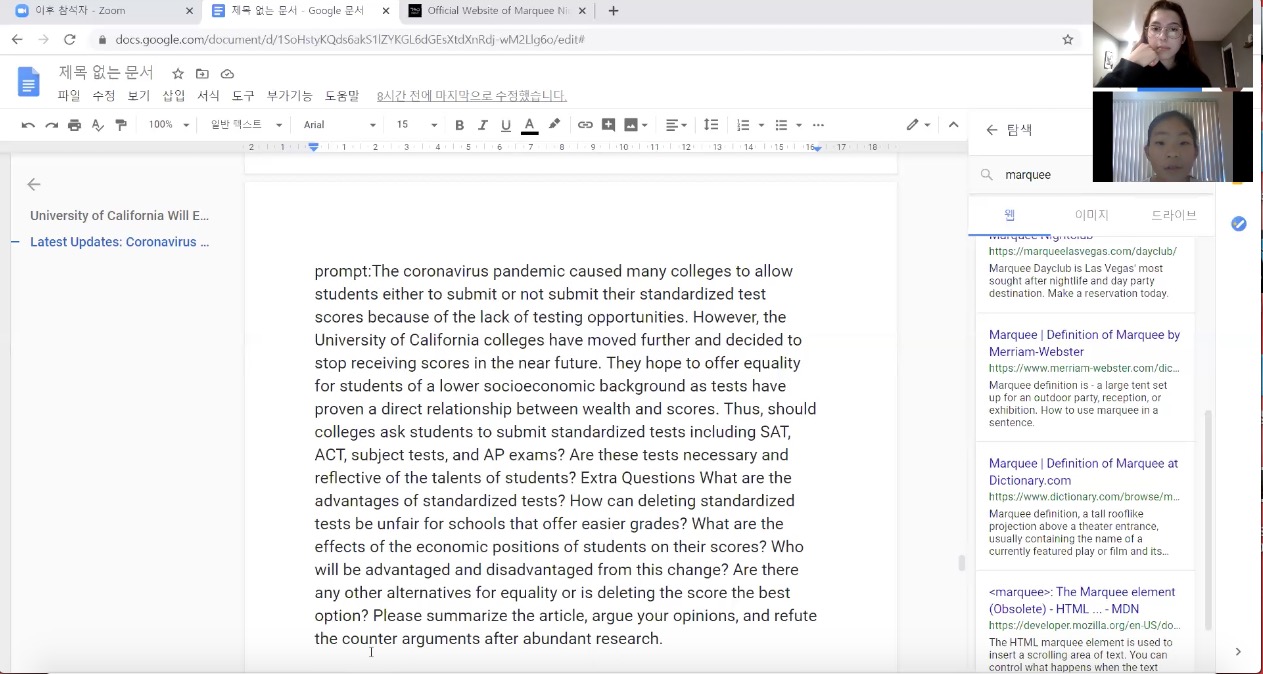 이후 참석자 - Zoom
제목 없는 문서 - Google 문서
Official Website of Marquee Ni
docs.google.com/document/d/1SoHstyKQds6akS1lZYKGL6dGEsXtdXnRdj-wM2Llg6o/edit#
제목 없는 문서
파일 수정 보기 삽입 서식 도구 부가기능 도움말 8시간 전에 마지막으로 수정했습니다.
100% 일반 텍스트 Arial 15 B I U A
2 1 1 2 3 4 5 6 7 8 9 10 11 12 13 14 15 16 17 18
University of California Will E...
Latest Updates: Coronavirus ...
prompt:The coronavirus pandemic caused many colleges to allow
students either to submit or not submit their standardized test
scores because of the lack of testing opportunities. However, the
University of California colleges have moved further and decided to
stop receiving scores in the near future. They hope to offer equality
for students of a lower socioeconomic background as tests have
proven a direct relationship between wealth and scores. Thus, should
colleges ask students to submit standardized tests including SAT,
ACT, subject tests, and AP exams? Are these tests necessary and
reflective of the talents of students? Extra Questions What are the
advantages of standardized tests? How can deleting standardized
tests be unfair for schools that offer easier grades? What are the
effects of the economic positions of students on their scores? Who
will be advantaged and disadvantaged from this change? Are there
any other alternatives for equality or is deleting the score the best
option? Please summarize the article, argue your opinions, and refute
the counter arguments after abundant research.
탐색
marquee
웹 이미지 드라이브
Marquee Nightclub
https://marqueelasvegas.com/dayclub/
Marquee Dayclub is Las Vegas' most
sought after nightlife and day party
destination. Make a reservation today.
Marquee | Definition of Marquee by
Merriam-Webster
https://www.merriam-webster.com/dic...
Marquee definition is - a large tent set
up for an outdoor party, reception, or
exhibition. How to use marquee in a
sentence.
Marquee | Definition of Marquee at
Dictionary.com
https://www.dictionary.com/browse/m...
Marquee definition, a tall rooflike
projection above a theater entrance,
usually containing the name of a
currently featured play or film and its...
<marquee>: The Marquee element
(Obsolete) - HTML ... - MDN
https://developer.mozilla.org/en-US/do...
The HTML marquee element is used to
insert a scrolling area of text. You can
control what happens when the text